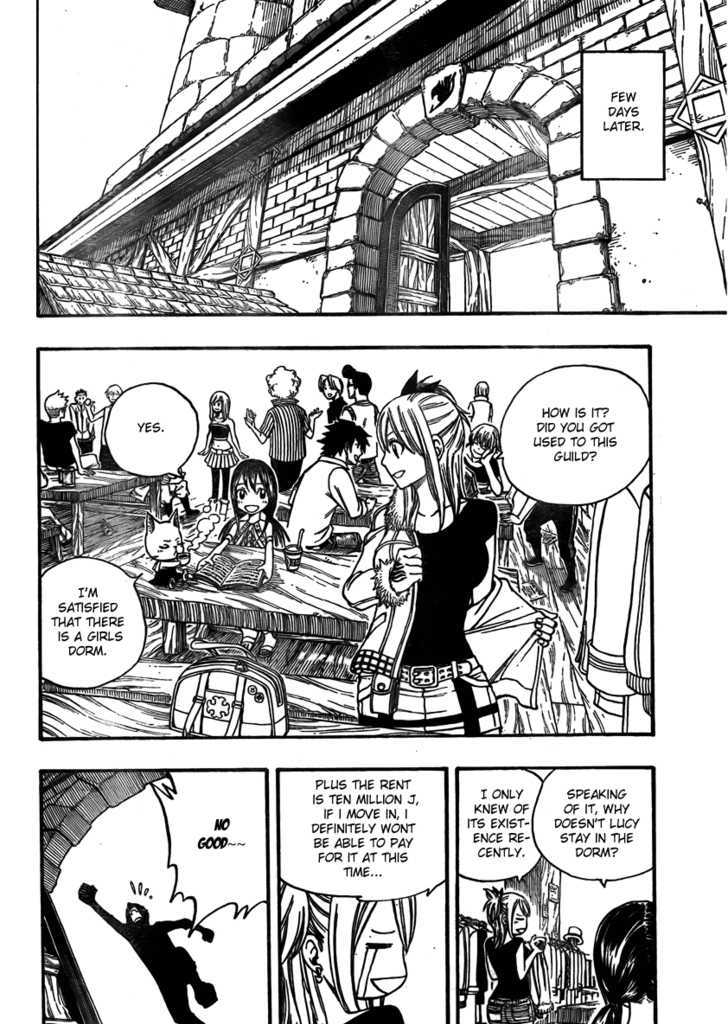 FEW
DAYS
LATER.
HOW IS IT?
DID YOU GOT
USED TO THIS
GUILD?
YES.
I'M
SATISFIED
THAT THERE
IS A GIRLS
DORM.
SPEAKING
OF IT, WHY
DOESN'T LUCY
STAY IN THE
DORM?
I ONLY
KNEW OF
ITS EXIST-
ENCE RE-
CENTLY.
PLUS THE RENT
IS TEN MILLION J,
IF I MOVE IN, I
DEFINITELY WONT
BE ABLE TO PAY
FOR IT AT THIS
TIME...
NO
GOOD~~